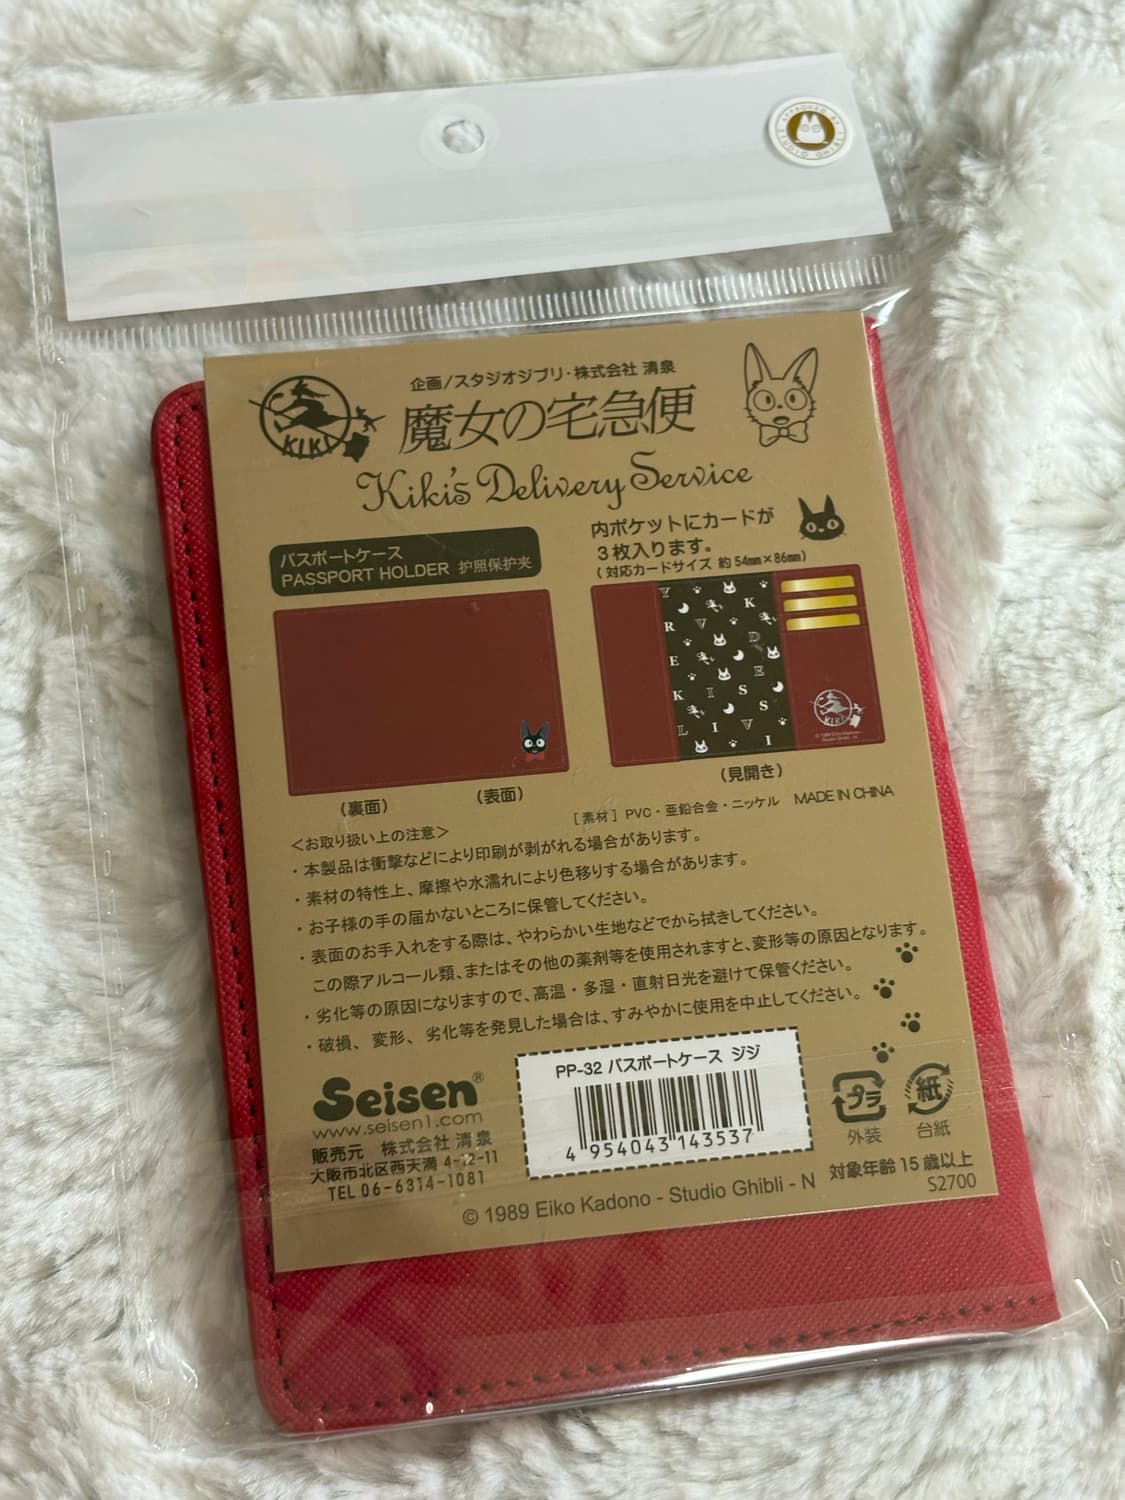 企画/スタジオジブリ・株式会社 清泉
KIKI
魔女の宅急便
Kiki's Delivery Service
パスポートケース
PASSPORT HOLDER 护照保护夹
内ポケットにカードが
3枚入ります。
(対応カードサイズ 約54mm×86mm)
KIKI
(裏面)
(表面)
(見開き)
[素材] PVC・亜鉛合金・ニッケル MADE IN CHINA
<お取り扱い上の注意>
・本製品は衝撃などにより印刷が剥がれる場合があります。
・素材の特性上、摩擦や水濡れにより色移りする場合があります。
・お子様の手の届かないところに保管してください。
・表面のお手入れをする際は、やわらかい生地などでから拭きしてください。
この際アルコール類、またはその他の薬剤等を使用されますと、変形等の原因となります。
・劣化等の原因になりますので、高温・多湿・直射日光を避けて保管ください。
・破損、変形、劣化等を発見した場合は、すみやかに使用を中止してください。
Seisen®
www.seisen1.com
販売元 株式会社 清泉
大阪市北区西天満 4-12-11
TEL 06-6314-1081
PP-32 パスポートケース ジジ
4 954043 143537
プラ
外装
紙
台紙
対象年齢15歳以上
S2700
© 1989 Eiko Kadono - Studio Ghibli - N